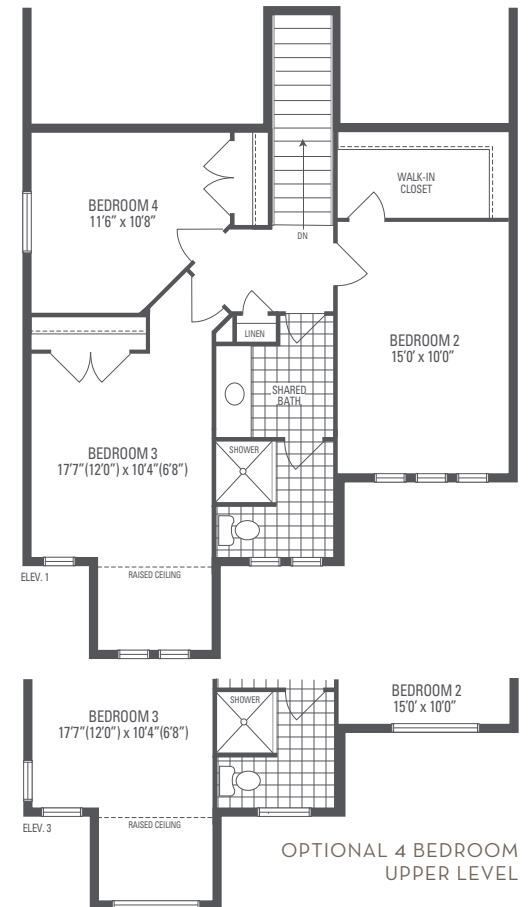 WALK-IN
CLOSET
BEDROOM 4
11'6" x 10'8"
DN
LINEN
BEDROOM 2
15'0' x 10'0"
SHARED
BATH
SHOWER
BEDROOM 3
17'7"(12'0") x 10'4"(6'8")
ELEV. 1
RAISED CEILING
BEDROOM 2
15'0' x 10'0"
SHOWER
BEDROOM 3
17'7"(12'0") x 10'4"(6'8")
ELEV. 3
RAISED CEILING
OPTIONAL 4 BEDROOM
UPPER LEVEL